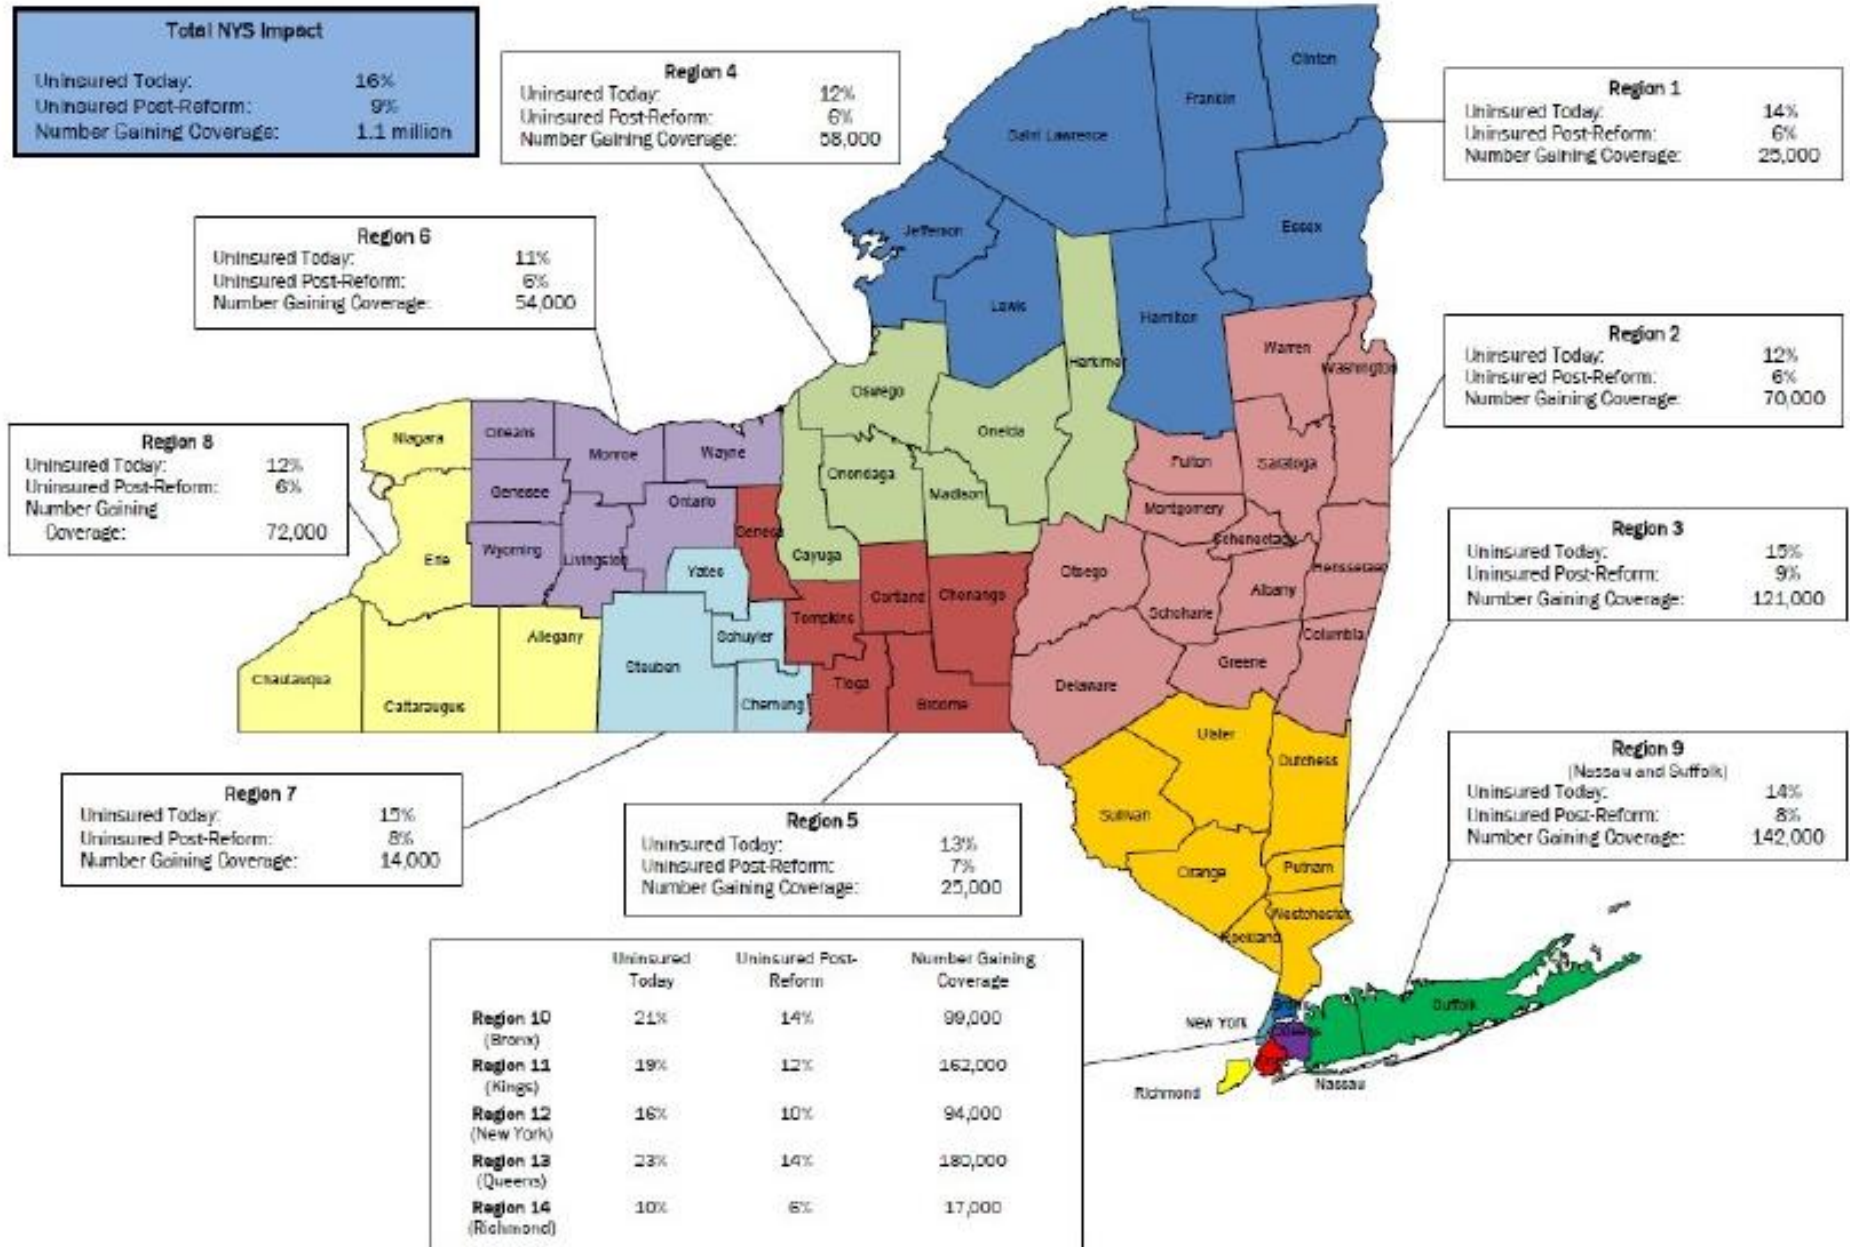 Total NYS Impact
Uninsured Today: 16%
Uninsured Post-Reform: 9%
Number Gaining Coverage: 1.1 million
Region 4
Uninsured Today: 12%
Uninsured Post-Reform: 6%
Number Gaining Coverage: 58,000
Region 1
Uninsured Today: 14%
Uninsured Post-Reform: 6%
Number Gaining Coverage: 25,000
Region 6
Uninsured Today: 11%
Uninsured Post-Reform: 6%
Number Gaining Coverage: 54,000
Region 2
Uninsured Today: 12%
Uninsured Post-Reform: 6%
Number Gaining Coverage: 70,000
Region 8
Uninsured Today: 12%
Uninsured Post-Reform: 6%
Number Gaining
Coverage: 72,000
Region 3
Uninsured Today: 15%
Uninsured Post-Reform: 9%
Number Gaining Coverage: 121,000
Region 7
Uninsured Today: 15%
Uninsured Post-Reform: 8%
Number Gaining Coverage: 14,000
Region 5
Uninsured Today: 13%
Uninsured Post-Reform: 7%
Number Gaining Coverage: 25,000
Region 9
(Nassau and Suffolk)
Uninsured Today: 14%
Uninsured Post-Reform: 8%
Number Gaining Coverage: 142,000
Clinton
Franklin
Saint Lawrence
Jefferson
Essex
Lewis
Hamilton
Herkimer
Warren
Washington
Oswego
Oneida
Niagara
Orleans
Monroe
Wayne
Fulton
Saratoga
Onondaga
Madison
Genesee
Ontario
Montgomery
Seneca
Schenectady
Erie
Wyoming
Livingston
Cayuga
Yates
Otsego
Rensselaer
Albany
Cortland
Chenango
Tompkins
Schoharie
Allegany
Schuyler
Columbia
Steuben
Greene
Chautauqua
Tioga
Delaware
Cattaraugus
Chemung
Broome
Ulster
Dutchess
Sullivan
Orange
Putnam
Westchester
Rockland
Suffolk
New York
Nassau
Richmond
Uninsured Today Uninsured Post-Reform Number Gaining Coverage
Region 10 21% 14% 99,000
(Bronx)
Region 11 19% 12% 162,000
(Kings)
Region 12 16% 10% 94,000
(New York)
Region 13 23% 14% 180,000
(Queens)
Region 14 10% 6% 17,000
(Richmond)